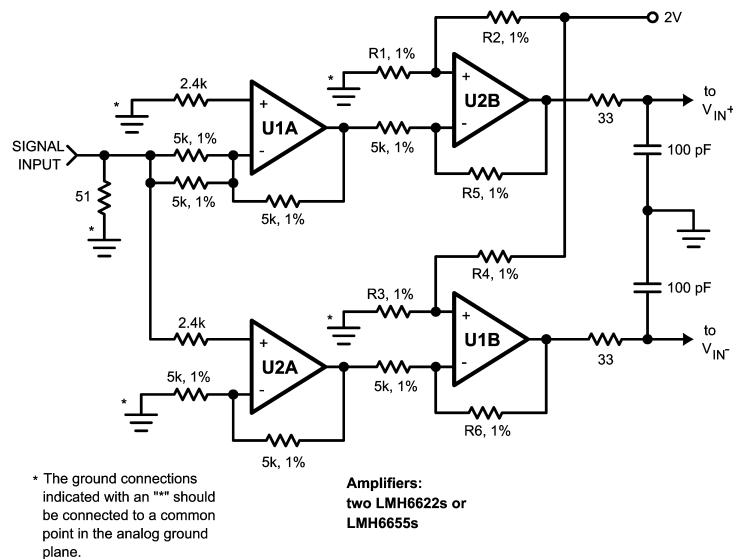 R2, 1%
2V
R1, 1%
*
2.4k
*
+
U1A
-
+
U2B
-
33
to
VIN+
SIGNAL
INPUT
5k, 1%
5k, 1%
5k, 1%
5k, 1%
R5, 1%
100 pF
51
*
R4, 1%
R3, 1%
*
100 pF
2.4k
+
U2A
-
+
U1B
-
33
to
VIN-
5k, 1%
*
5k, 1%
5k, 1%
R6, 1%
* The ground connections
indicated with an "*" should
be connected to a common
point in the analog ground
plane.
Amplifiers:
two LMH6622s or
LMH6655s